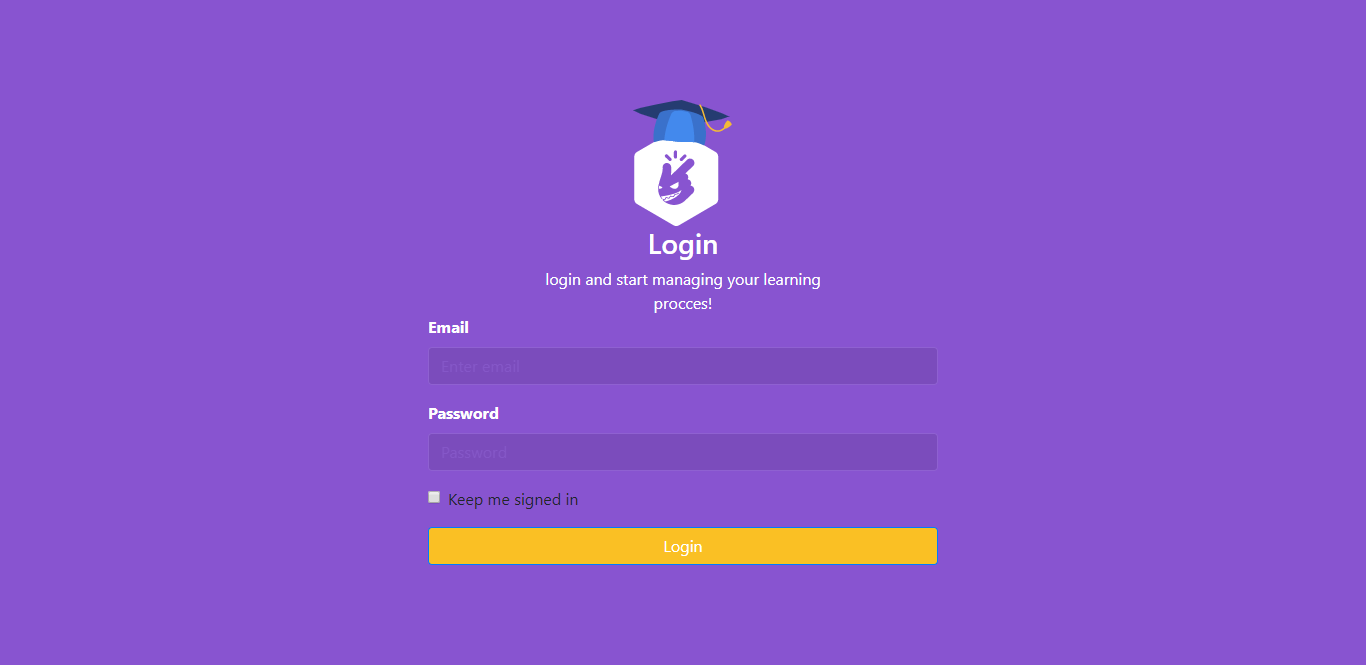 Login
login and start managing your learning
procces!
Email
Enter email
Password
Password
Keep me signed in
Login